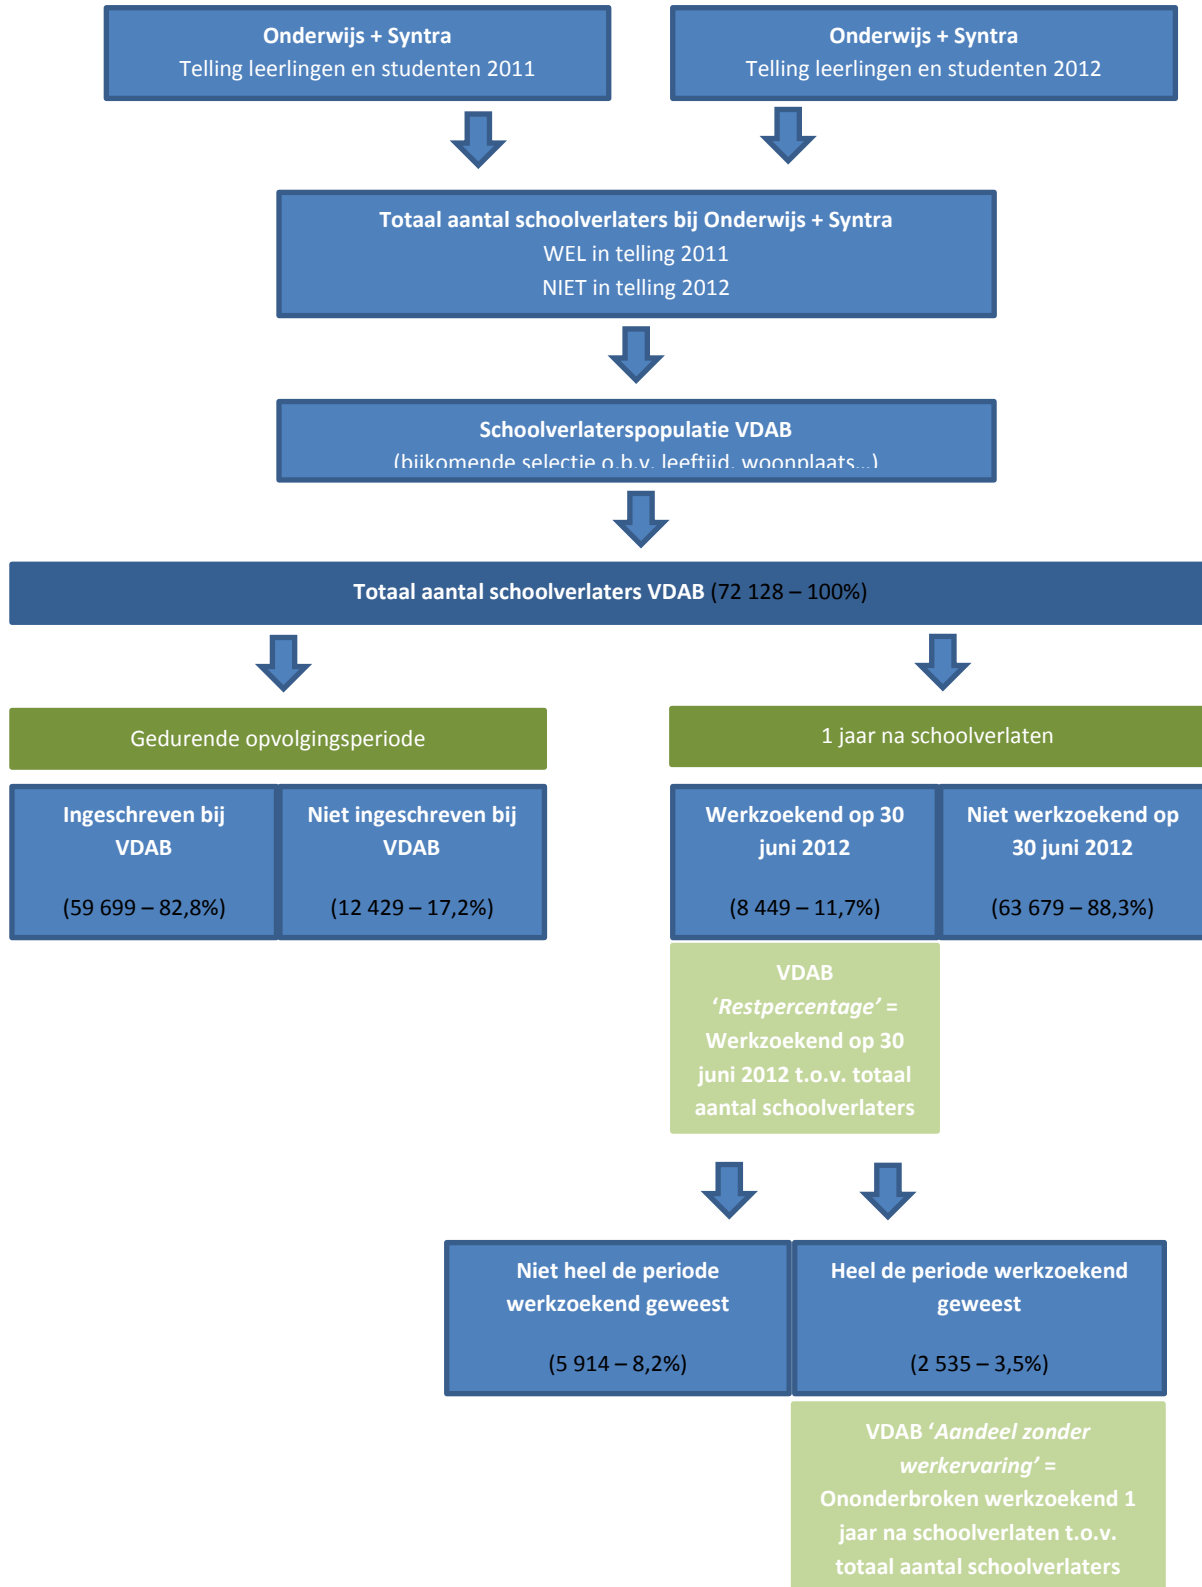 Onderwijs + Syntra
Telling leerlingen en studenten 2011
Onderwijs + Syntra
Telling leerlingen en studenten 2012
Totaal aantal schoolverlaters bij Onderwijs + Syntra
WEL in telling 2011
NIET in telling 2012
Schoolverlaterspopulatie VDAB
(bijkomende selectie o.b.v. leeftijd, woonplaats…)
Totaal aantal schoolverlaters VDAB (72 128 – 100%)
Gedurende opvolgingsperiode
1 jaar na schoolverlaten
Ingeschreven bij
VDAB
(59 699 – 82,8%)
Niet ingeschreven bij
VDAB
(12 429 – 17,2%)
Werkzoekend op 30
juni 2012
(8 449 – 11,7%)
Niet werkzoekend op
30 juni 2012
(63 679 – 88,3%)
VDAB
‘Restpercentage’ =
Werkzoekend op 30
juni 2012 t.o.v. totaal
aantal schoolverlaters
Niet heel de periode
werkzoekend geweest
(5 914 – 8,2%)
Heel de periode werkzoekend
geweest
(2 535 – 3,5%)
VDAB ‘Aandeel zonder
werkervaring’ =
Ononderbroken werkzoekend 1
jaar na schoolverlaten t.o.v.
totaal aantal schoolverlaters